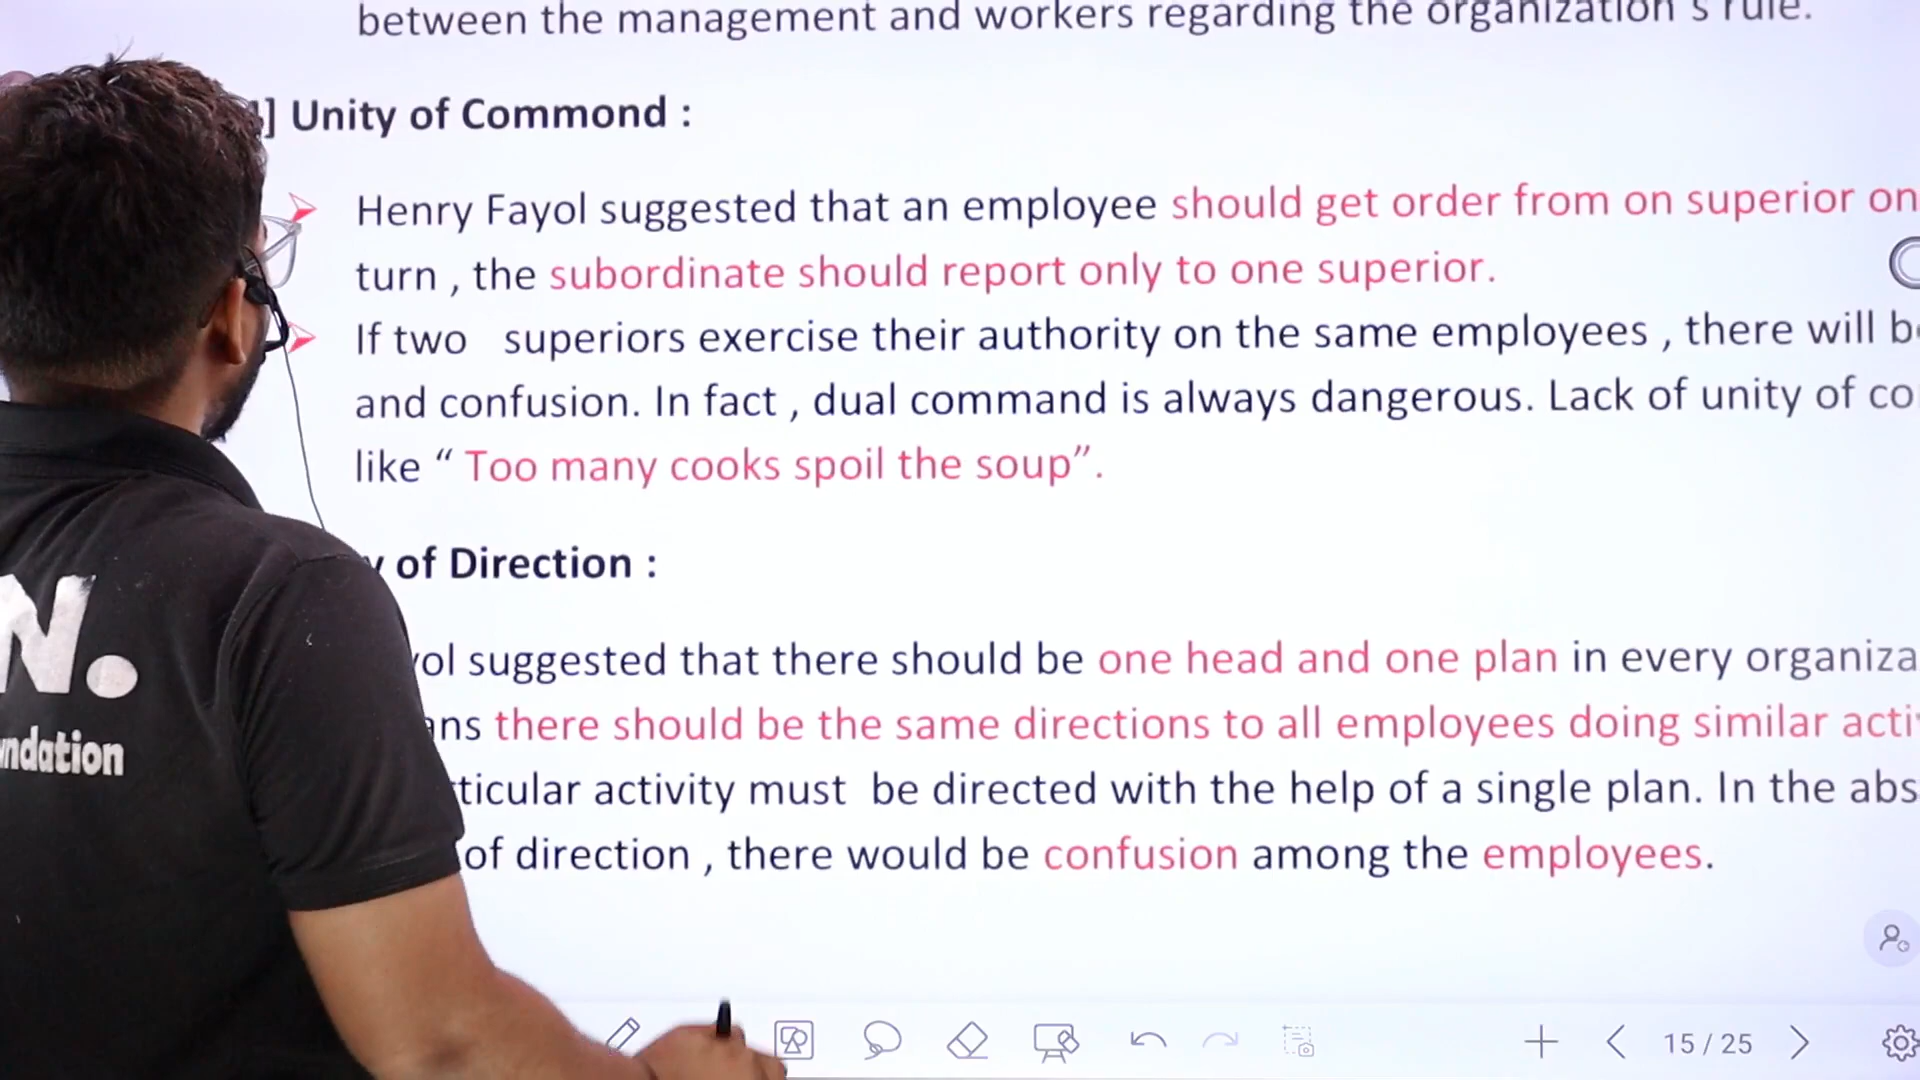 between the management and workers regarding the organization's rule.
] Unity of Commond :
Henry Fayol suggested that an employee should get order from on superior on
turn , the subordinate should report only to one superior.
If two superiors exercise their authority on the same employees , there will b
and confusion. In fact , dual command is always dangerous. Lack of unity of co
like “ Too many cooks spoil the soup”.
of Direction :
ol suggested that there should be one head and one plan in every organiza
ans there should be the same directions to all employees doing similar acti
ticular activity must be directed with the help of a single plan. In the abs
of direction , there would be confusion among the employees.
N.
ndation
15 / 25